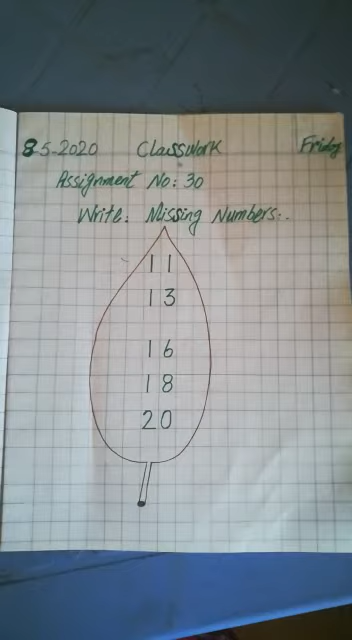 8-5-2020 Classwork Friday
Assignment No: 30
Write: Missing Numbers:.
11
13
16
18
20